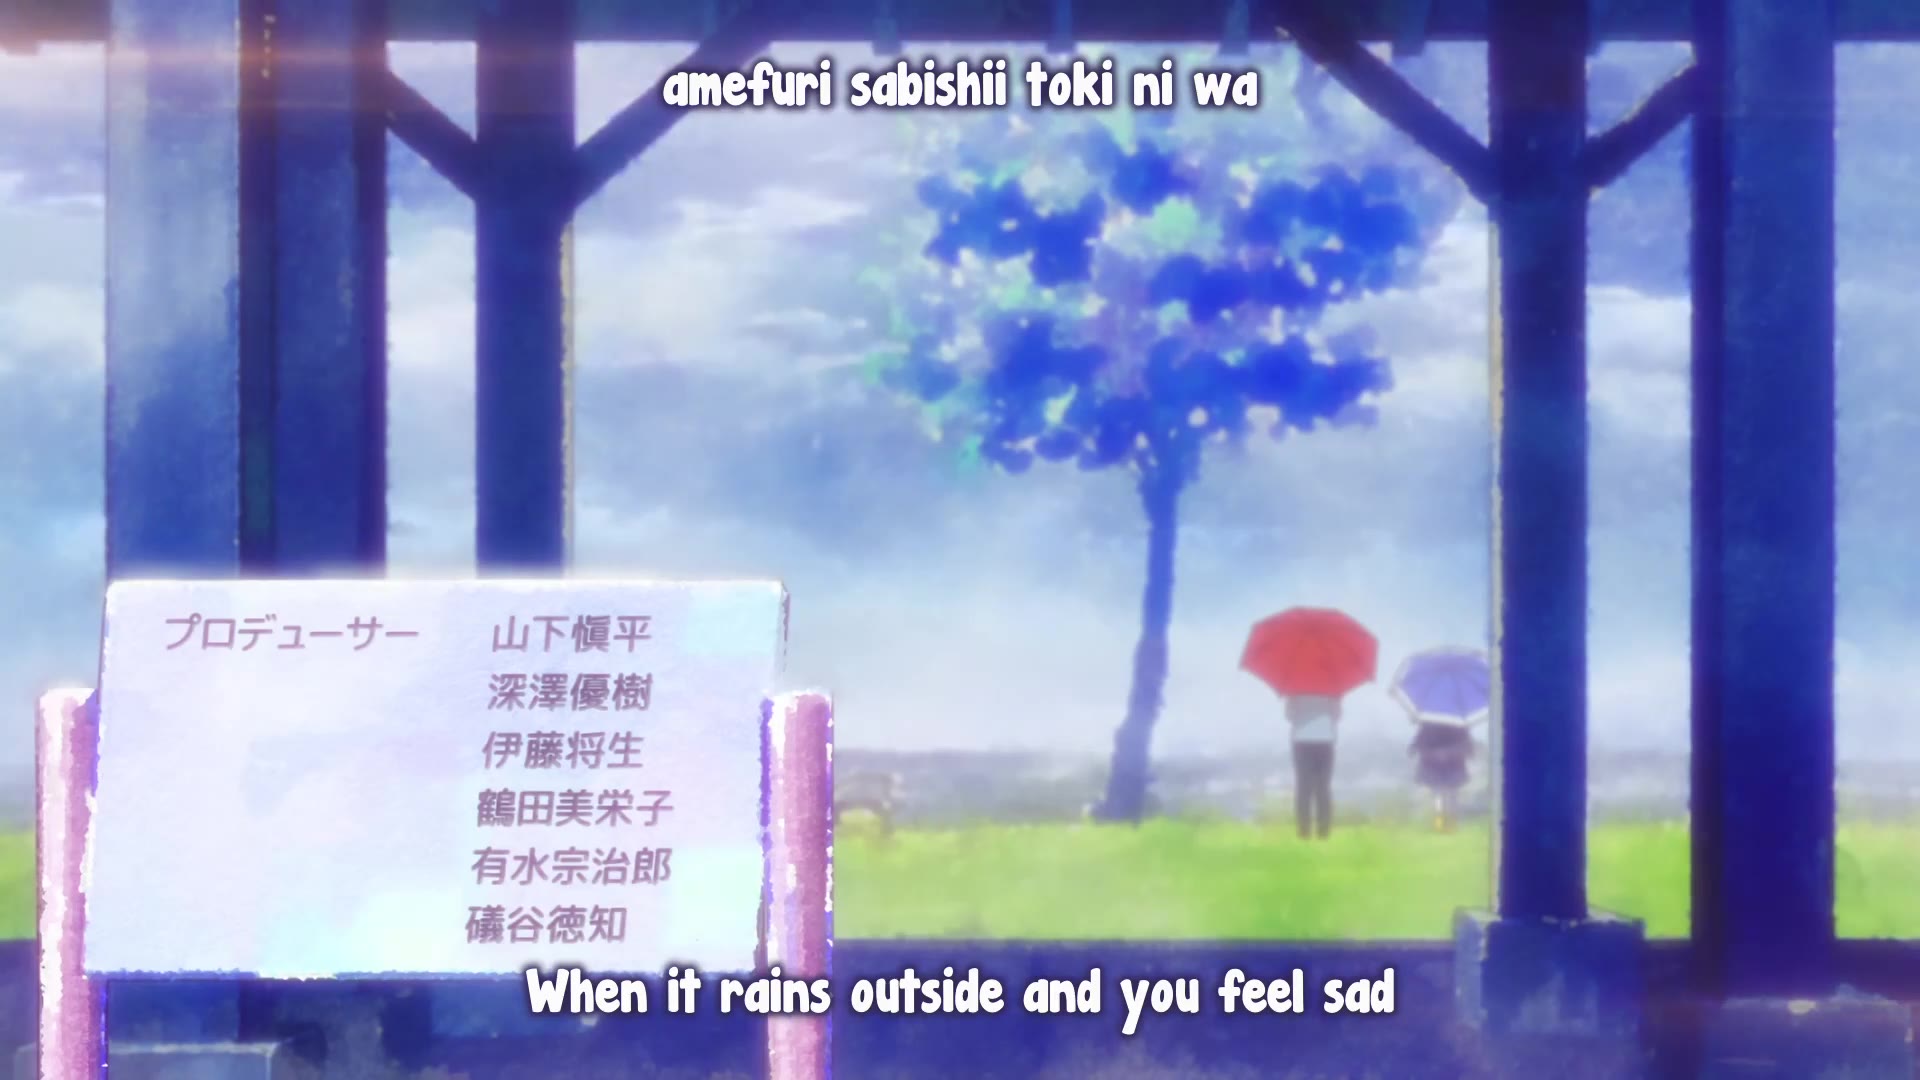 amefuri sabishii toki ni wa
プロデューサー 山下愼平
深澤優樹
伊藤将生
鶴田美栄子
有水宗治郎
礒谷徳知
When it rains outside and you feel sad